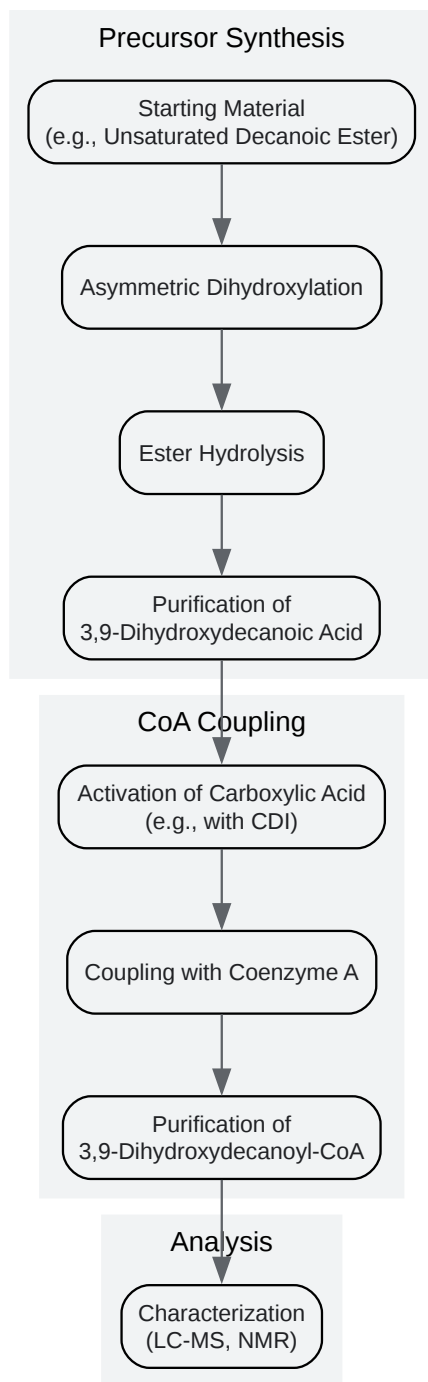 Precursor Synthesis
Starting Material
(e.g., Unsaturated Decanoic Ester)
Asymmetric Dihydroxylation
Ester Hydrolysis
Purification of
3,9-Dihydroxydecanoic Acid
CoA Coupling
Activation of Carboxylic Acid
(e.g., with CDI)
Coupling with Coenzyme A
Purification of
3,9-Dihydroxydecanoyl-CoA
Analysis
Characterization
(LC-MS, NMR)